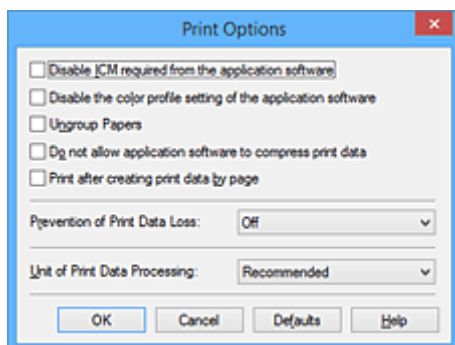 Print Options
Disable ICM required from the application software
Disable the color profile setting of the application software
Ungroup Papers
Do not allow application software to compress print data
Print after creating print data by page
Prevention of Print Data Loss: Off
Unit of Print Data Processing: Recommended
OK Cancel Defaults Help